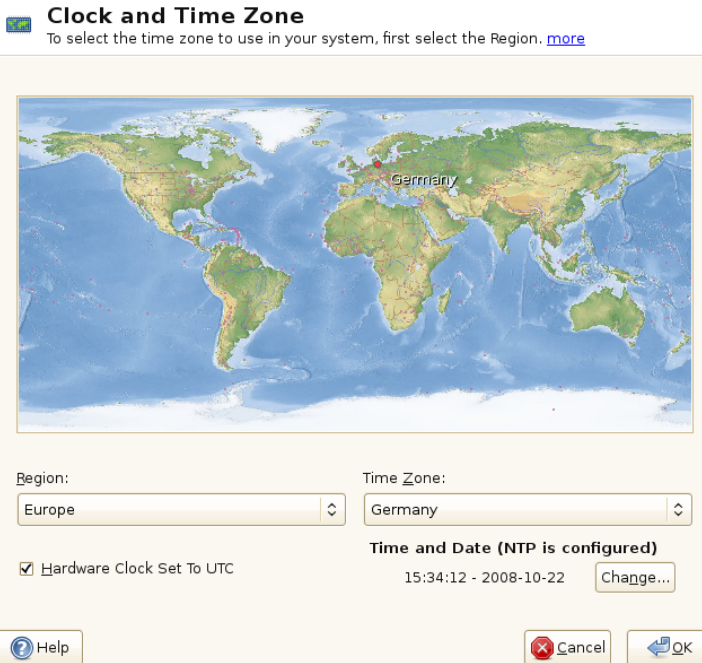 Clock and Time Zone
To select the time zone to use in your system, first select the Region. more
Germany
Region:
Time Zone:
Europe
Germany
Time and Date (NTP is configured)
Hardware Clock Set To UTC
15:34:12 - 2008-10-22
Change...
Help
Cancel
OK